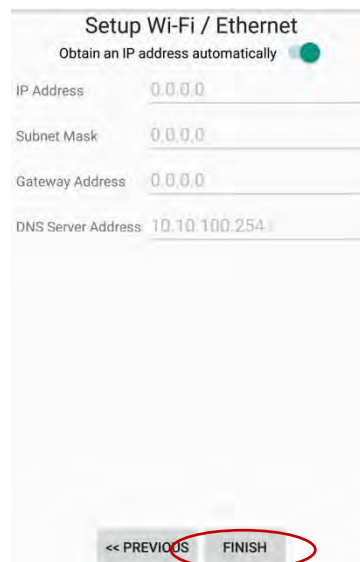 Setup Wi-Fi / Ethernet
Obtain an IP address automatically
IP Address 0.0.0.0
Subnet Mask 0.0.0.0
Gateway Address 0.0.0.0
DNS Server Address 10.10.100.254
<< PREVIOUS FINISH